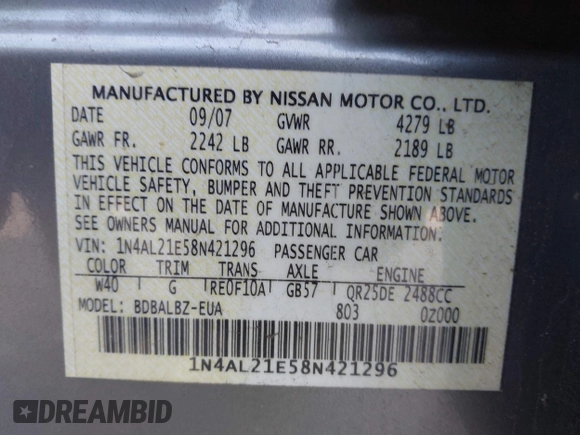 MANUFACTURED BY NISSAN MOTOR CO., LTD.
DATE 09/07 GVWR 4279 LB
GAWR FR. 2242 LB GAWR RR. 2189 LB
THIS VEHICLE CONFORMS TO ALL APPLICABLE FEDERAL MOTOR
VEHICLE SAFETY, BUMPER AND THEFT PREVENTION STANDARDS
IN EFFECT ON THE DATE OF MANUFACTURE SHOWN ABOVE.
SEE OWNERS MANUAL FOR ADDITIONAL INFORMATION.
VIN: 1N4AL21E58N421296 PASSENGER CAR
COLOR TRIM TRANS AXLE ENGINE
W40 G RE0F10A GB57 QR25DE 2488CC
MODEL: BDBALBZ-EUA 803 0Z000
1N4AL21E58N421296
DREAMBID